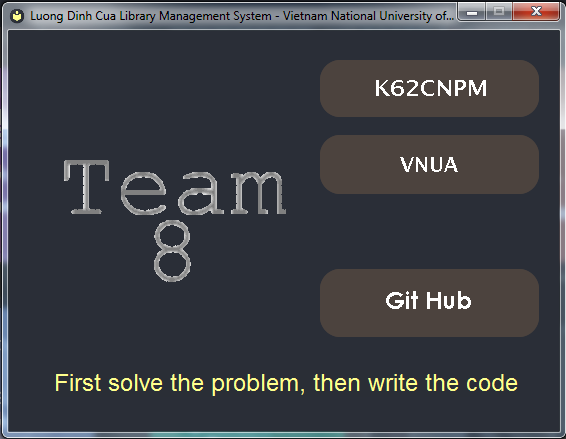 Luong Dinh Cua Library Management System - Vietnam National University of...
K62CNPM
VNUA
Team
8
Git Hub
First solve the problem, then write the code